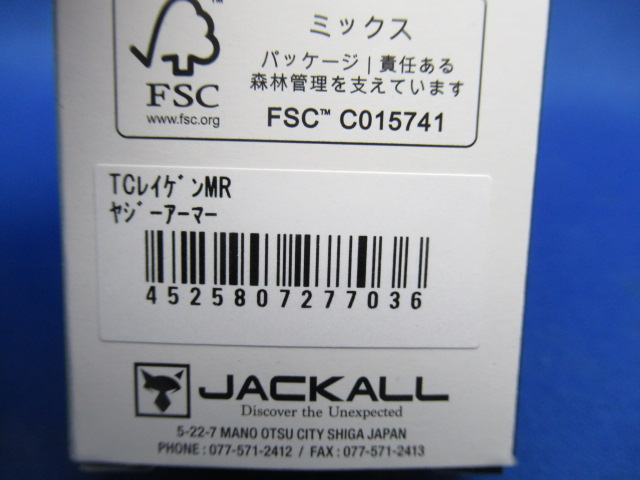 ミックス
パッケージ | 責任ある
森林管理を支えています
FSC
www.fsc.org
FSC™ C015741
TCﾚｲｹﾞﾝMR
ﾔｼﾞｰｱｰﾏｰ
4525807277036
JACKALL
Discover the Unexpected
5-22-7 MANO OTSU CITY SHIGA JAPAN
PHONE : 077-571-2412 / FAX : 077-571-2413